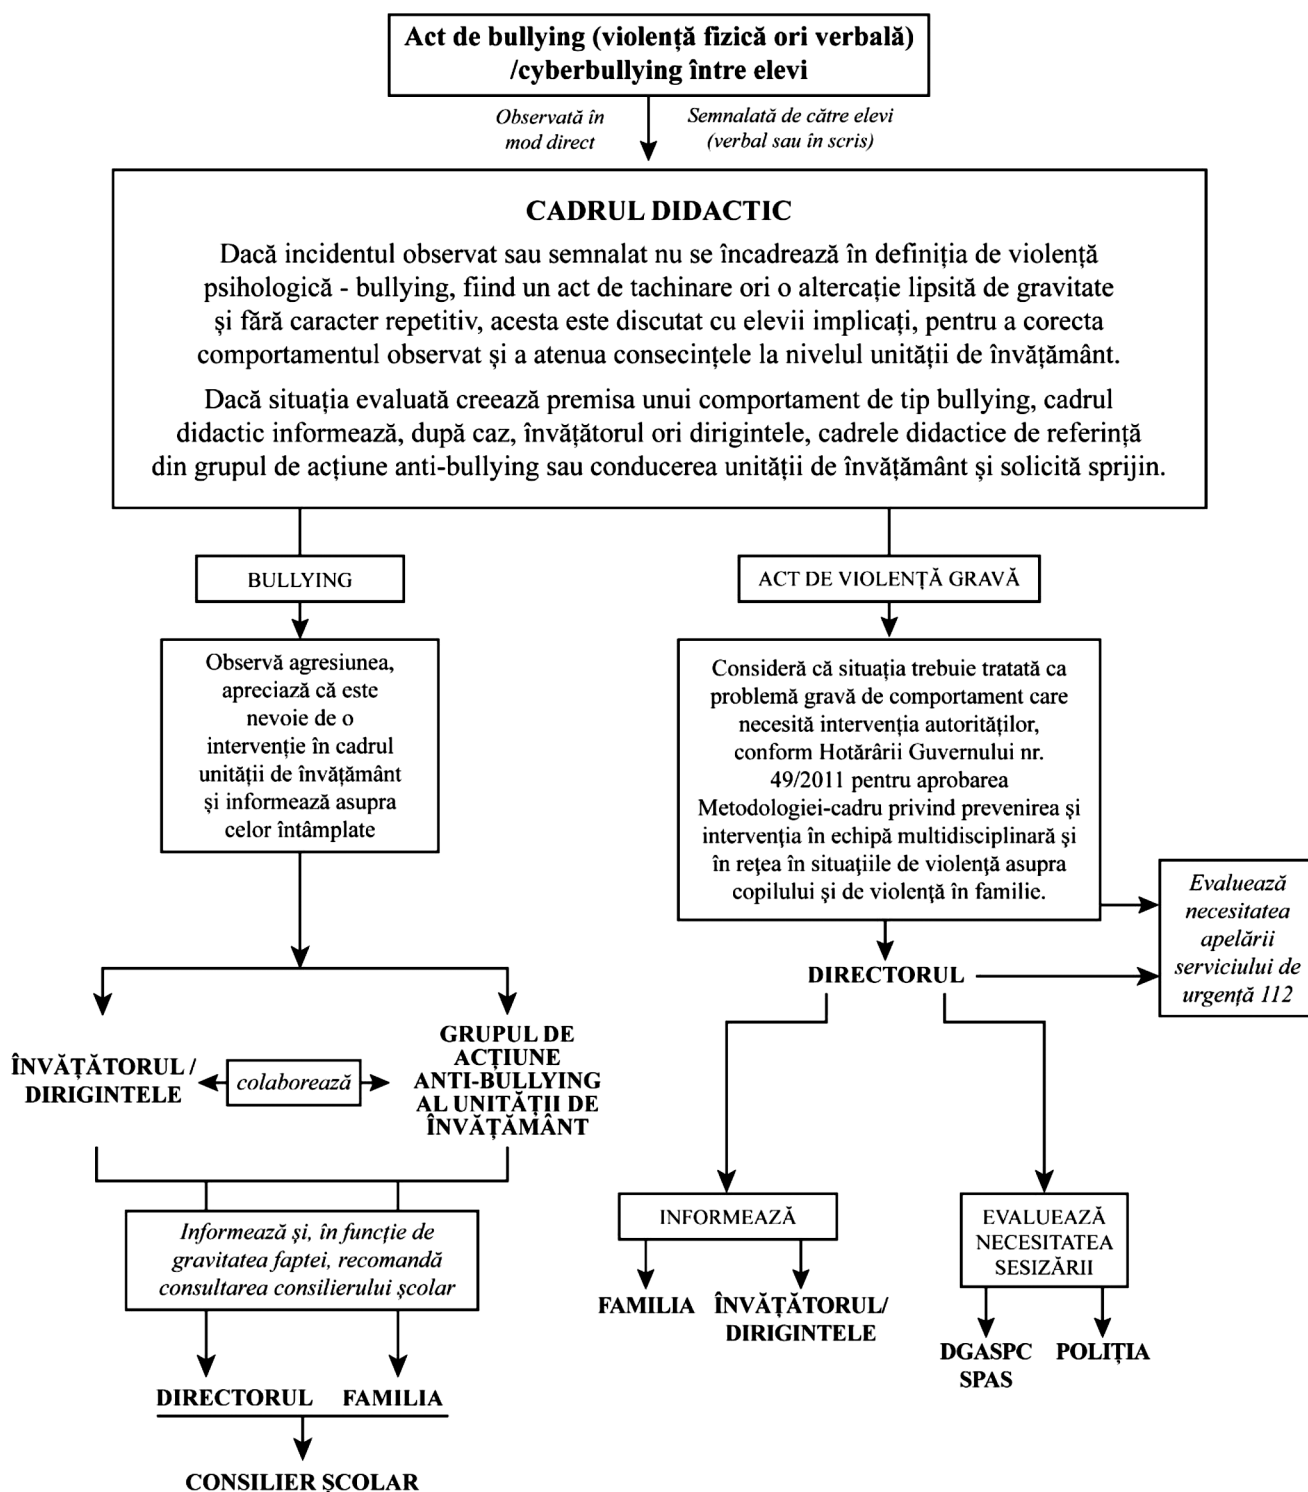 Act de bullying (violență fizică ori verbală)
/cyberbullying între elevi
Observată în
mod direct
Semnalată de către elevi
(verbal sau în scris)
CADRUL DIDACTIC
Dacă incidentul observat sau semnalat nu se încadrează în definiția de violență
psihologică - bullying, fiind un act de tachinare ori o altercație lipsită de gravitate
și fără caracter repetitiv, acesta este discutat cu elevii implicați, pentru a corecta
comportamentul observat și a atenua consecințele la nivelul unității de învățământ.
Dacă situația evaluată creează premisa unui comportament de tip bullying, cadrul
didactic informează, după caz, învățătorul ori dirigintele, cadrele didactice de referință
din grupul de acțiune anti-bullying sau conducerea unității de învățământ și solicită sprijin.
BULLYING
Observă agresiunea,
apreciază că este
nevoie de o
intervenție în cadrul
unității de învățământ
și informează asupra
celor întâmplate
ÎNVĂȚĂTORUL /
DIRIGINTELE
colaborează
GRUPUL DE
ACȚIUNE
ANTI-BULLYING
AL UNITĂȚII DE
ÎNVĂȚĂMÂNT
Informează și, în funcție de
gravitatea faptei, recomandă
consultarea consilierului școlar
DIRECTORUL
FAMILIA
CONSILIER ȘCOLAR
ACT DE VIOLENȚĂ GRAVĂ
Consideră că situația trebuie tratată ca
problemă gravă de comportament care
necesită intervenția autorităților,
conform Hotărârii Guvernului nr.
49/2011 pentru aprobarea
Metodologiei-cadru privind prevenirea și
intervenția în echipă multidisciplinară şi
în reţea în situaţiile de violenţă asupra
copilului şi de violenţă în familie.
Evaluează
necesitatea
apelării
serviciului de
urgență 112
DIRECTORUL
INFORMEAZĂ
FAMILIA
ÎNVĂȚĂTORUL/
DIRIGINTELE
EVALUEAZĂ
NECESITATEA
SESIZĂRII
DGASPC
SPAS
POLIȚIA